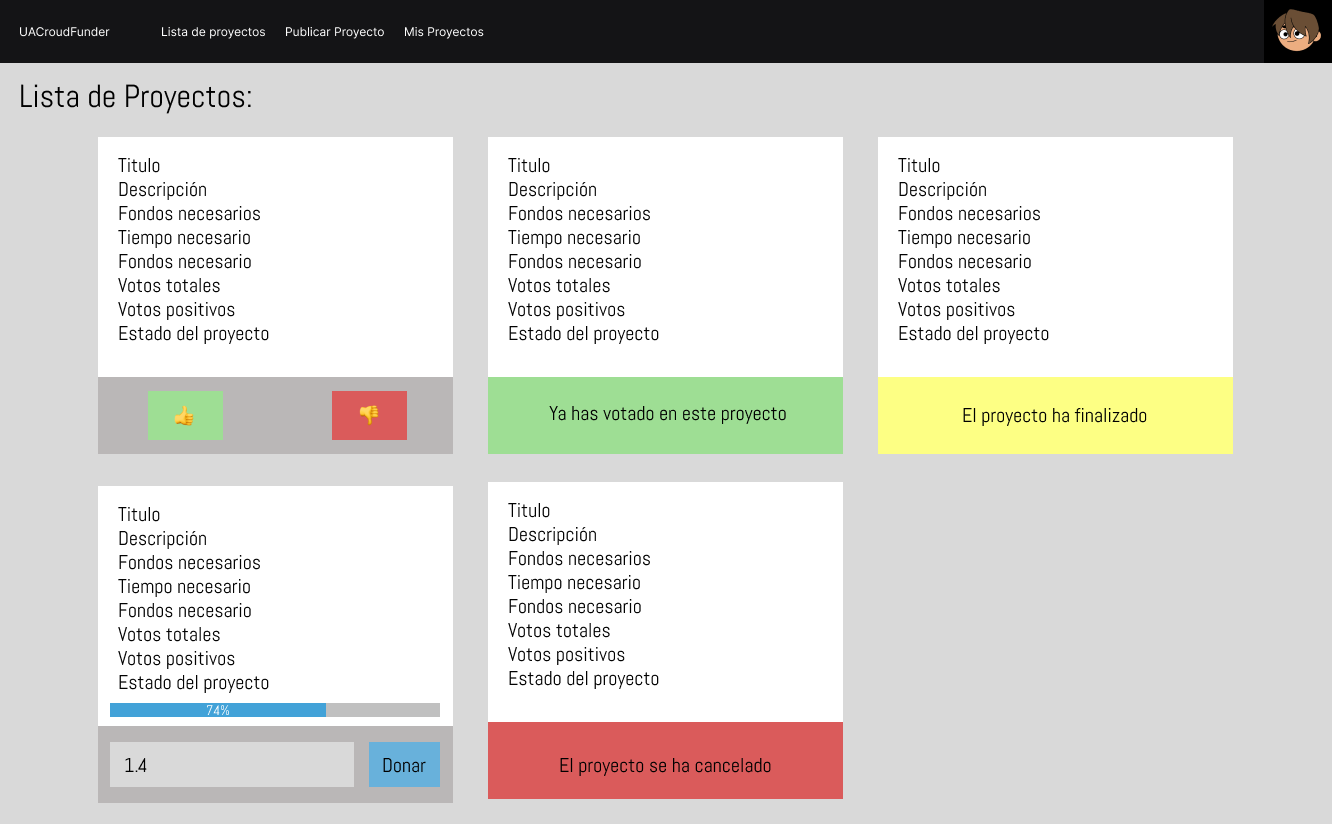 UACroudFunder Lista de proyectos Publicar Proyecto Mis Proyectos
Lista de Proyectos:
Titulo
Descripción
Fondos necesarios
Tiempo necesario
Fondos necesario
Votos totales
Votos positivos
Estado del proyecto
Titulo
Descripción
Fondos necesarios
Tiempo necesario
Fondos necesario
Votos totales
Votos positivos
Estado del proyecto
Ya has votado en este proyecto
Titulo
Descripción
Fondos necesarios
Tiempo necesario
Fondos necesario
Votos totales
Votos positivos
Estado del proyecto
El proyecto ha finalizado
Titulo
Descripción
Fondos necesarios
Tiempo necesario
Fondos necesario
Votos totales
Votos positivos
Estado del proyecto
74%
1.4 Donar
Titulo
Descripción
Fondos necesarios
Tiempo necesario
Fondos necesario
Votos totales
Votos positivos
Estado del proyecto
El proyecto se ha cancelado